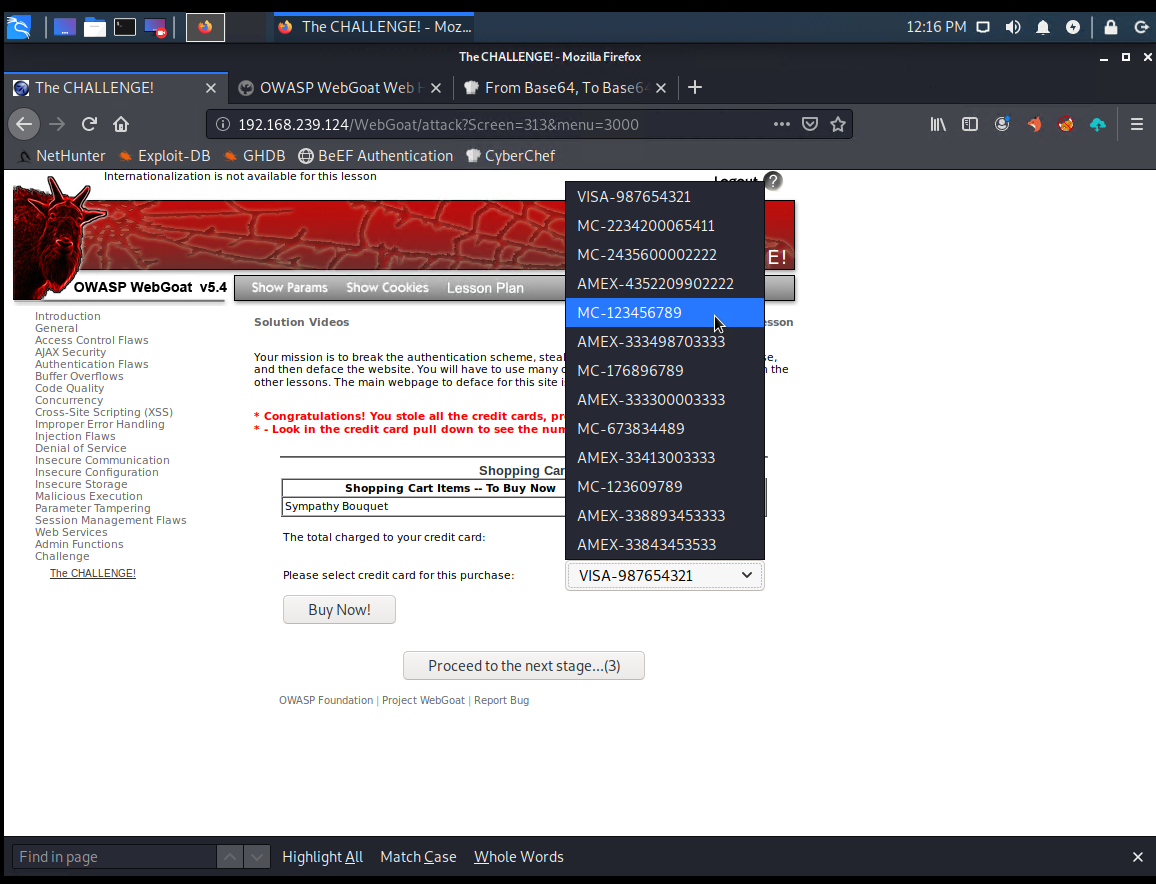 The CHALLENGE! - Moz...
12:16 PM
The CHALLENGE! - Mozilla Firefox
The CHALLENGE!
OWASP WebGoat Web H
From Base64, To Base64
192.168.239.124/WebGoat/attack?Screen=313&menu=3000
NetHunter
Exploit-DB
GHDB
BeEF Authentication
CyberChef
Internationalization is not available for this lesson
Logout ?
E!
OWASP WebGoat v5.4
Show Params
Show Cookies
Lesson Plan
Introduction
General
Access Control Flaws
AJAX Security
Authentication Flaws
Buffer Overflows
Code Quality
Concurrency
Cross-Site Scripting (XSS)
Improper Error Handling
Injection Flaws
Denial of Service
Insecure Communication
Insecure Configuration
Insecure Storage
Malicious Execution
Parameter Tampering
Session Management Flaws
Web Services
Admin Functions
Challenge
The CHALLENGE!
Solution Videos
esson
Your mission is to break the authentication scheme, steal
e,
and then deface the website. You will have to use many
the
other lessons. The main webpage to deface for this site
* Congratulations! You stole all the credit cards,
* - Look in the credit card pull down to see the
Shopping Car
Shopping Cart Items -- To Buy Now
Sympathy Bouquet
The total charged to your credit card:
Please select credit card for this purchase:
VISA-987654321
MC-2234200065411
MC-2435600002222
AMEX-4352209902222
MC-123456789
AMEX-333498703333
MC-176896789
AMEX-333300003333
MC-673834489
AMEX-33413003333
MC-123609789
AMEX-338893453333
AMEX-33843453533
VISA-987654321
Buy Now!
Proceed to the next stage...(3)
OWASP Foundation | Project WebGoat | Report Bug
Find in page
Highlight All
Match Case
Whole Words